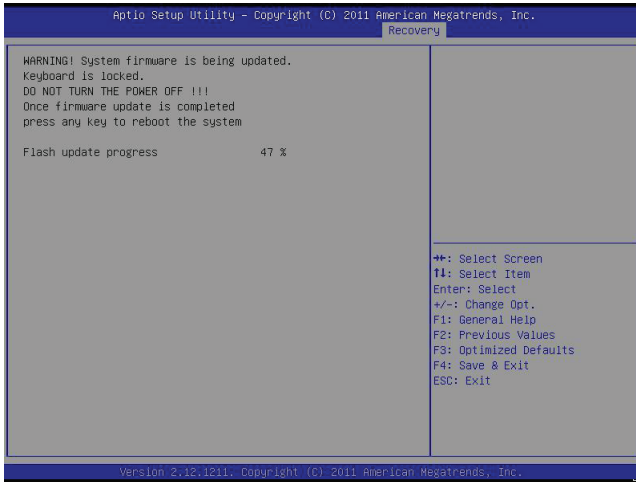 Aptio Setup Utility – Copyright (C) 2011 American Megatrends, Inc.
Recovery
WARNING! System firmware is being updated.
Keyboard is locked.
DO NOT TURN THE POWER OFF !!!
Once firmware update is completed
press any key to reboot the system
Flash update progress 47 %
→←: Select Screen
↑↓: Select Item
Enter: Select
+/-: Change Opt.
F1: General Help
F2: Previous Values
F3: Optimized Defaults
F4: Save & Exit
ESC: Exit
Version 2.12.1211. Copyright (C) 2011 American Megatrends, Inc.